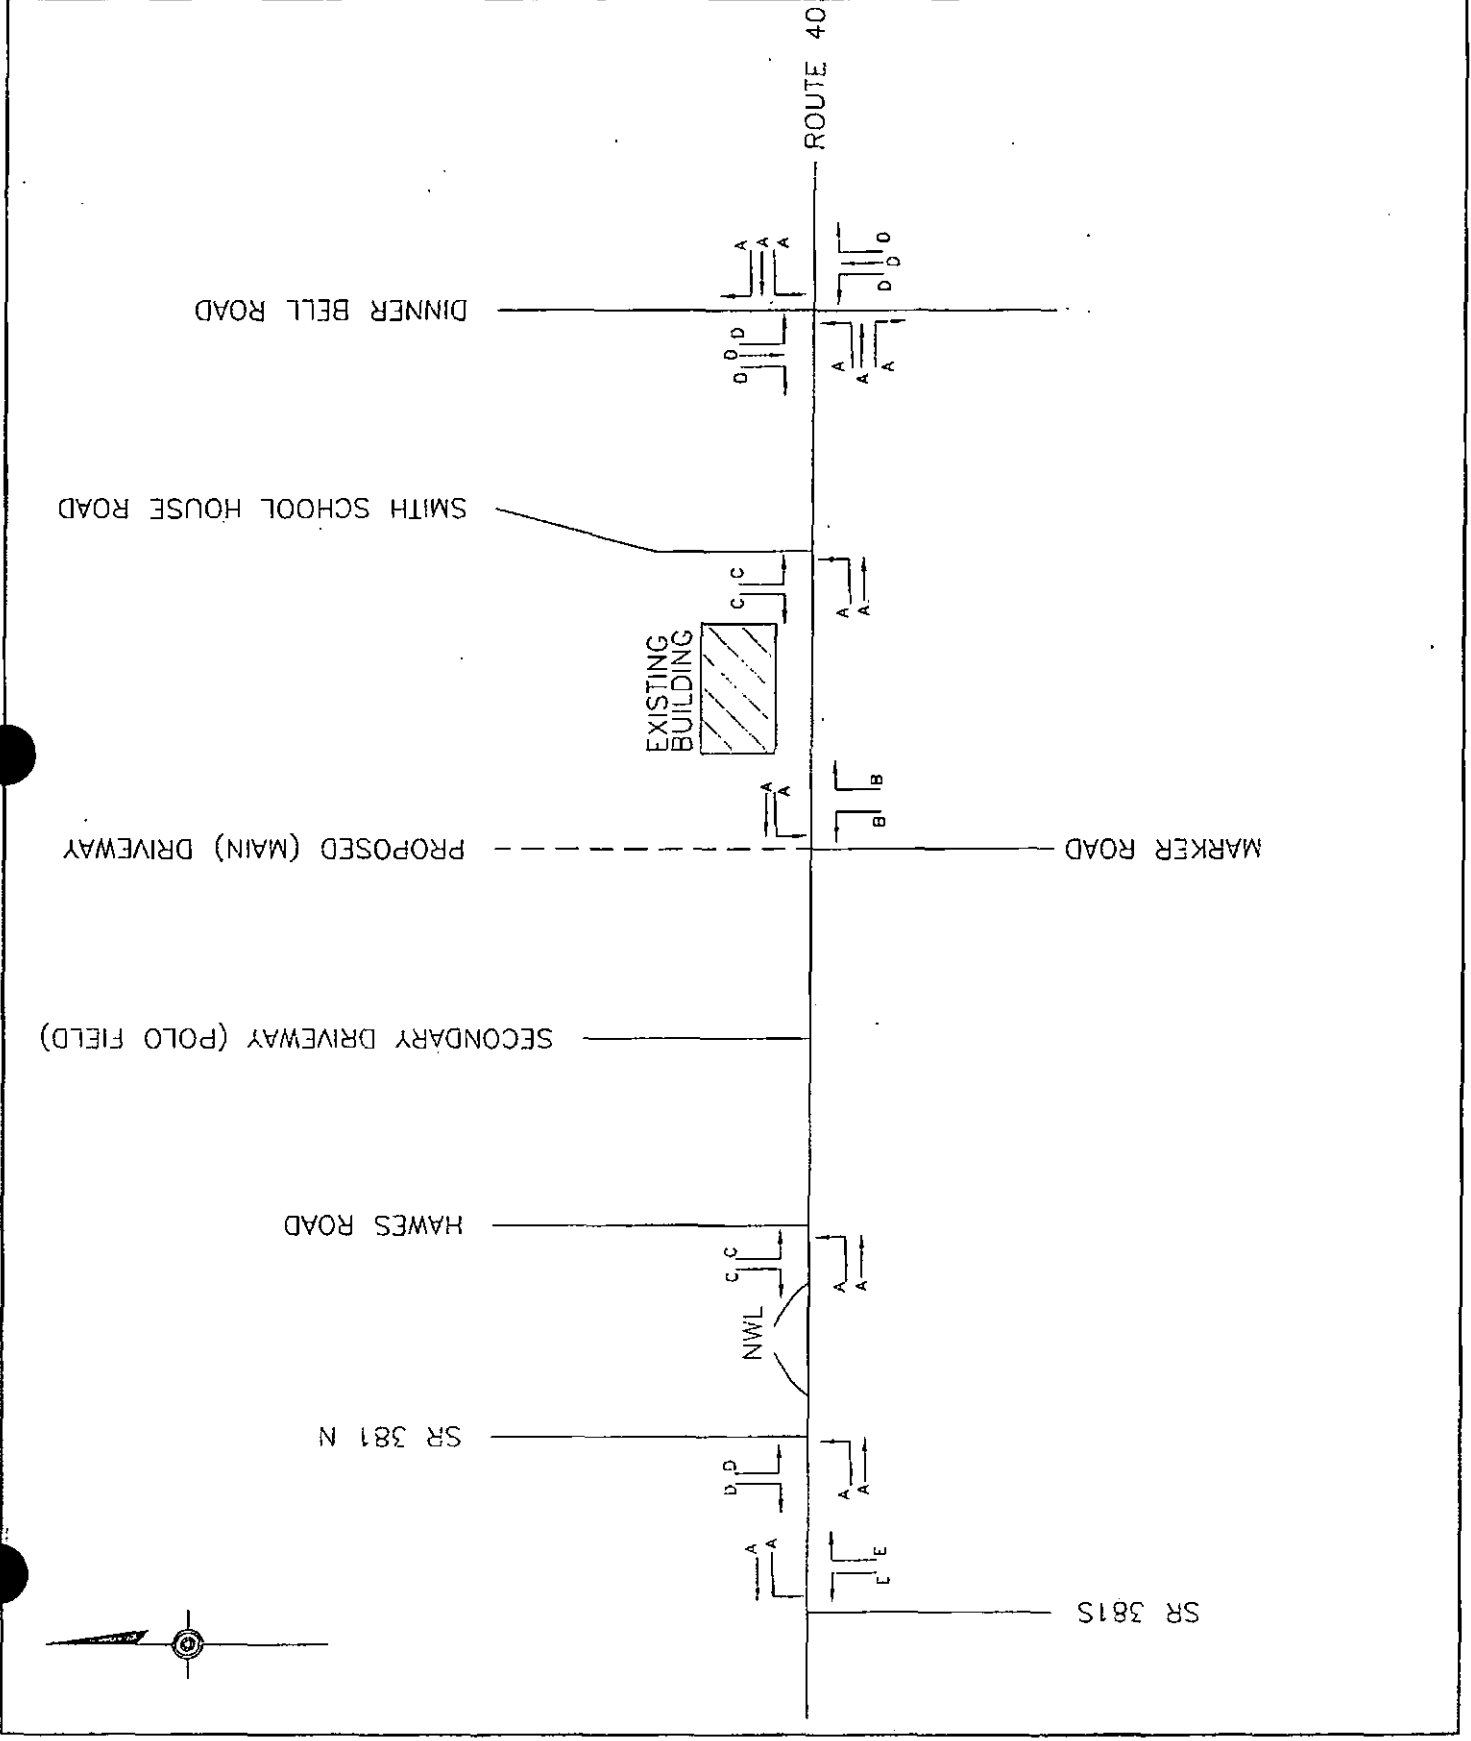 ROUTE 40
DINNER BELL ROAD
A
A
A
D
D
D
D
D
D
A
A
A
SMITH SCHOOL HOUSE ROAD
C
C
A
A
EXISTING
BUILDING
A
A
B
B
PROPOSED (MAIN) DRIVEWAY
MARKER ROAD
SECONDARY DRIVEWAY (POLO FIELD)
HAWES ROAD
C
C
A
A
NWL
SR 381 N
D
D
A
A
A
A
E
E
SR 381S